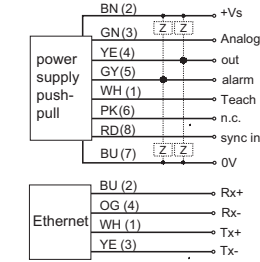 BN (2) +Vs
GN(3) Z Z Analog
YE(4) out
GY(5) alarm
WH (1) Teach
PK(6) n.c.
RD(8) sync in
BU(7) Z Z 0V
power
supply
push-
pull
BU (2) Rx+
OG (4) Rx-
WH (1) Tx+
YE (3) Tx-
Ethernet